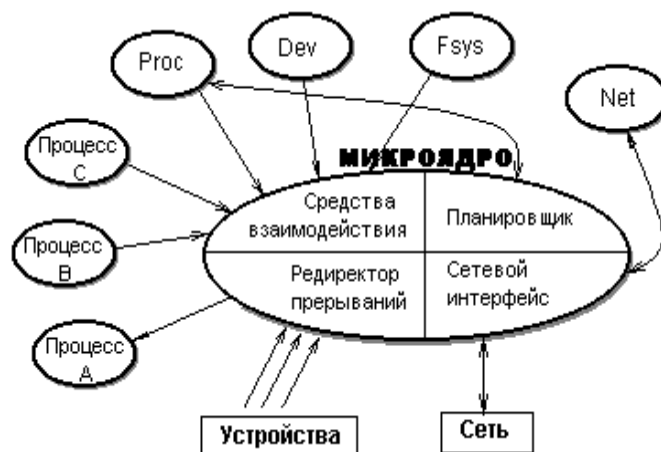 Proc
Dev
Fsys
Net
Процесс
C
МИКРОЯДРО
Средства
взаимодействия
Планировщик
Процесс
B
Редиректор
прерываний
Сетевой
интерфейс
Процесс
A
Устройства
Сеть